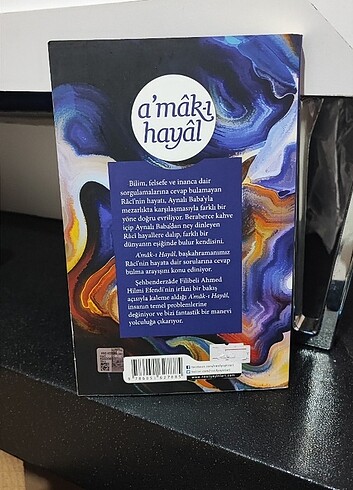 a'mâk-ı
hayâl
Bilim, felsefe ve inanca dair
sorgulamalarına cevap bulamayan
Râci'nin hayatı, Aynalı Baba'yla
mezarlıkta karşılaşmasıyla farklı bir
yöne doğru evriliyor. Beraberce kahve
içip Aynalı Baba'dan ney dinleyen
Râci hayallere dalıp, farklı bir
dünyanın eşiğinde bulur kendisini.
A'mâk-ı Hayâl, başkahramanımız
Râci'nin hayata dair sorularına cevap
bulma arayışını konu ediniyor.
Şehbenderzâde Filibeli Ahmed
Hilmi Efendi'nin irfânî bir bakış
açısıyla kaleme aldığı A'mâk-ı Hayâl,
insanın temel problemlerine
değiniyor ve bizi fantastik bir manevi
yolculuğa çıkarıyor.